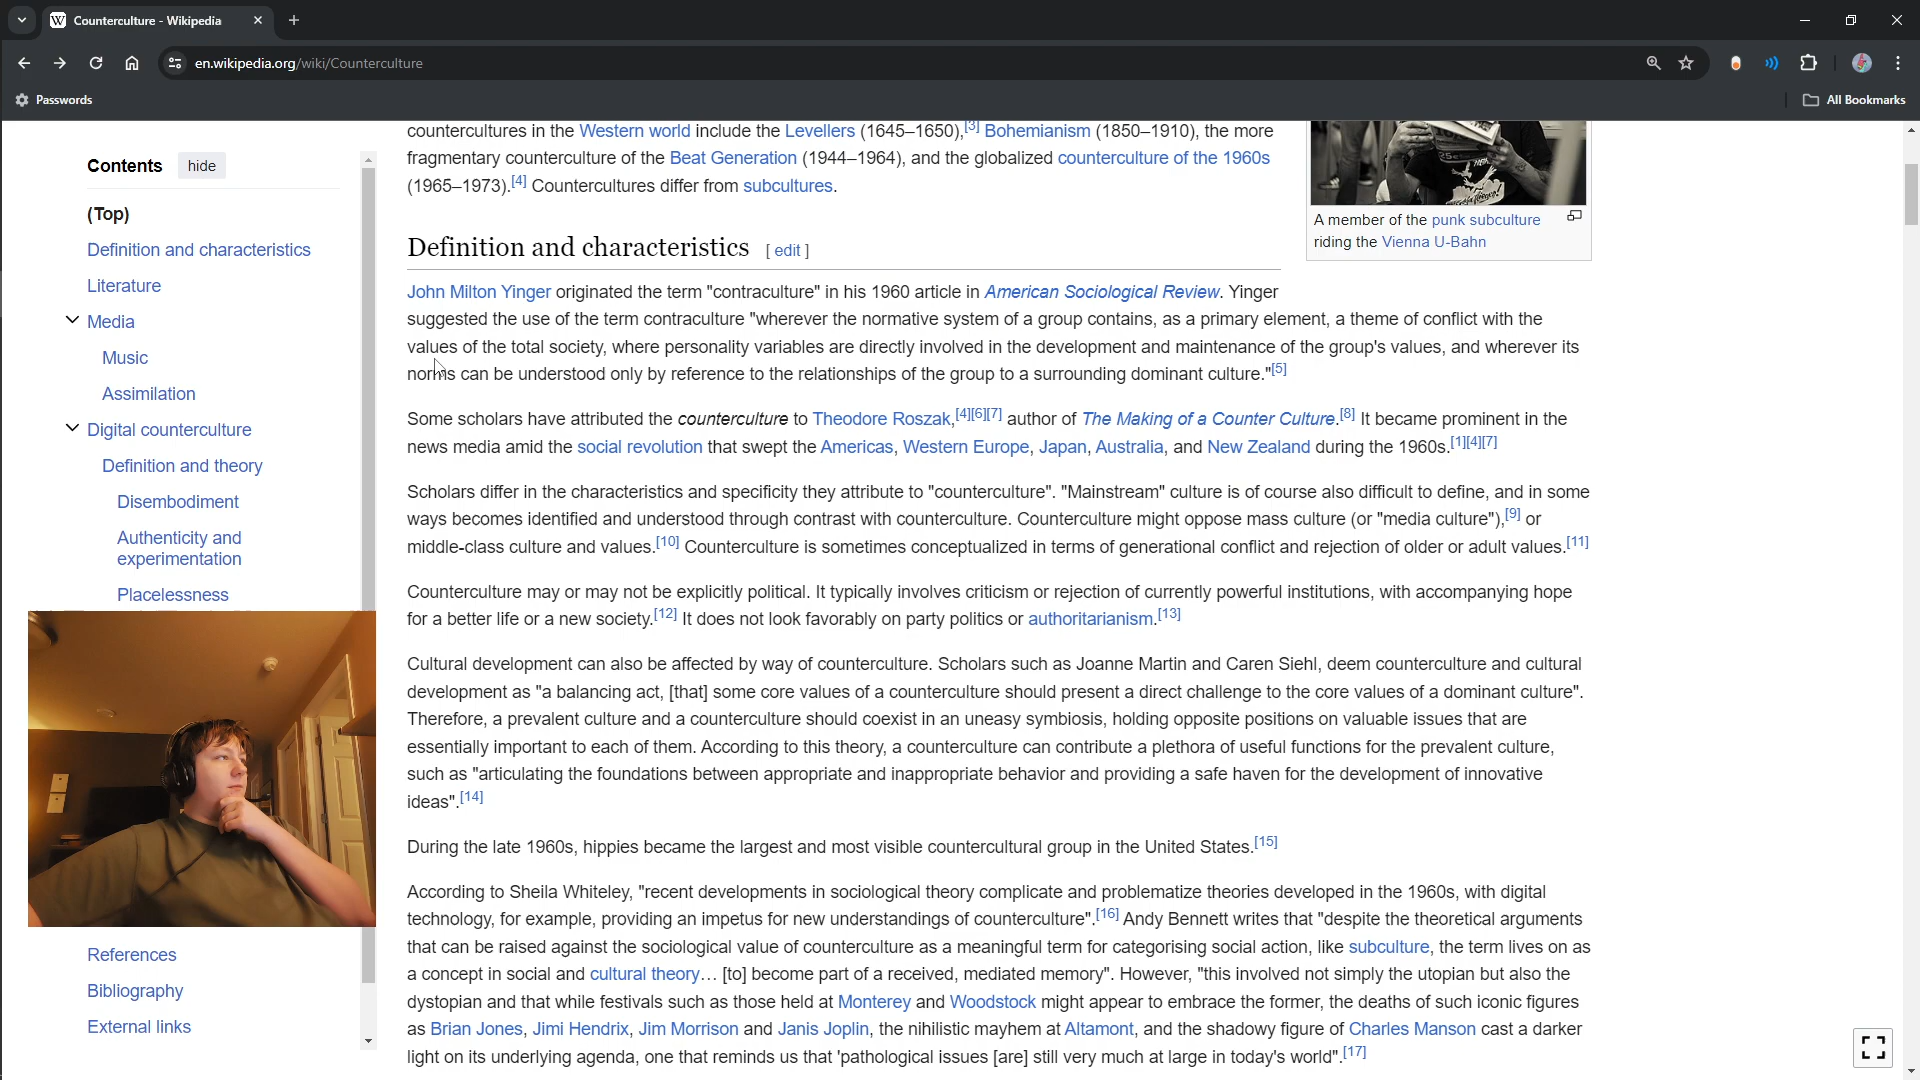 Counterculture - Wikipedia
en.wikipedia.org/wiki/Counterculture
Passwords
All Bookmarks
Contents hide
(Top)
Definition and characteristics
Literature
Media
Music
Assimilation
Digital counterculture
Definition and theory
Disembodiment
Authenticity and
experimentation
Placelessness
References
Bibliography
External links
countercultures in the Western world include the Levellers (1645–1650),[3] Bohemianism (1850–1910), the more
fragmentary counterculture of the Beat Generation (1944–1964), and the globalized counterculture of the 1960s
(1965–1973).[4] Countercultures differ from subcultures.
A member of the punk subculture
riding the Vienna U-Bahn
Definition and characteristics [ edit ]
John Milton Yinger originated the term "contraculture" in his 1960 article in American Sociological Review. Yinger
suggested the use of the term contraculture "wherever the normative system of a group contains, as a primary element, a theme of conflict with the
values of the total society, where personality variables are directly involved in the development and maintenance of the group's values, and wherever its
norms can be understood only by reference to the relationships of the group to a surrounding dominant culture."[5]
Some scholars have attributed the counterculture to Theodore Roszak,[4][6][7] author of The Making of a Counter Culture.[8] It became prominent in the
news media amid the social revolution that swept the Americas, Western Europe, Japan, Australia, and New Zealand during the 1960s.[1][4][7]
Scholars differ in the characteristics and specificity they attribute to "counterculture". "Mainstream" culture is of course also difficult to define, and in some
ways becomes identified and understood through contrast with counterculture. Counterculture might oppose mass culture (or "media culture"),[9] or
middle-class culture and values.[10] Counterculture is sometimes conceptualized in terms of generational conflict and rejection of older or adult values.[11]
Counterculture may or may not be explicitly political. It typically involves criticism or rejection of currently powerful institutions, with accompanying hope
for a better life or a new society.[12] It does not look favorably on party politics or authoritarianism.[13]
Cultural development can also be affected by way of counterculture. Scholars such as Joanne Martin and Caren Siehl, deem counterculture and cultural
development as "a balancing act, [that] some core values of a counterculture should present a direct challenge to the core values of a dominant culture".
Therefore, a prevalent culture and a counterculture should coexist in an uneasy symbiosis, holding opposite positions on valuable issues that are
essentially important to each of them. According to this theory, a counterculture can contribute a plethora of useful functions for the prevalent culture,
such as "articulating the foundations between appropriate and inappropriate behavior and providing a safe haven for the development of innovative
ideas".[14]
During the late 1960s, hippies became the largest and most visible countercultural group in the United States.[15]
According to Sheila Whiteley, "recent developments in sociological theory complicate and problematize theories developed in the 1960s, with digital
technology, for example, providing an impetus for new understandings of counterculture".[16] Andy Bennett writes that "despite the theoretical arguments
that can be raised against the sociological value of counterculture as a meaningful term for categorising social action, like subculture, the term lives on as
a concept in social and cultural theory… [to] become part of a received, mediated memory". However, "this involved not simply the utopian but also the
dystopian and that while festivals such as those held at Monterey and Woodstock might appear to embrace the former, the deaths of such iconic figures
as Brian Jones, Jimi Hendrix, Jim Morrison and Janis Joplin, the nihilistic mayhem at Altamont, and the shadowy figure of Charles Manson cast a darker
light on its underlying agenda, one that reminds us that 'pathological issues [are] still very much at large in today's world".[17]